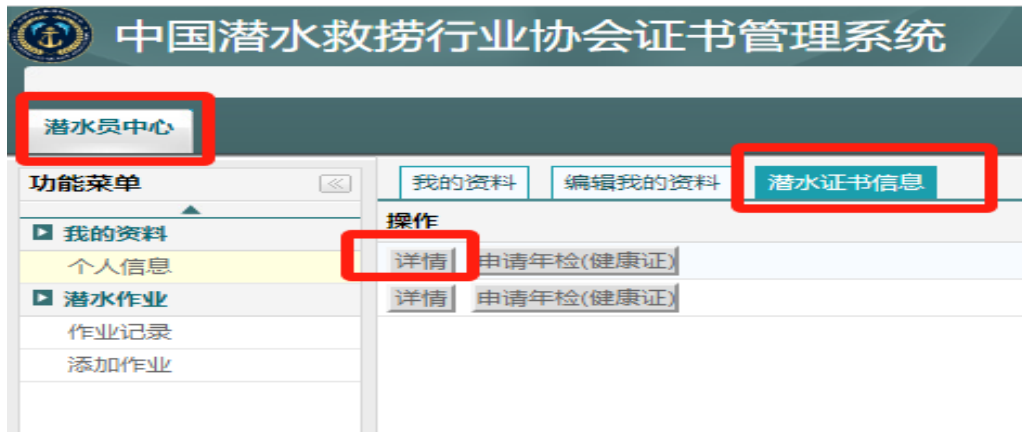 中国潜水救捞行业协会证书管理系统
潜水员中心
功能菜单
我的资料
个人信息
潜水作业
作业记录
添加作业
我的资料 编辑我的资料 潜水证书信息
操作
详情 申请年检(健康证)
详情 申请年检(健康证)